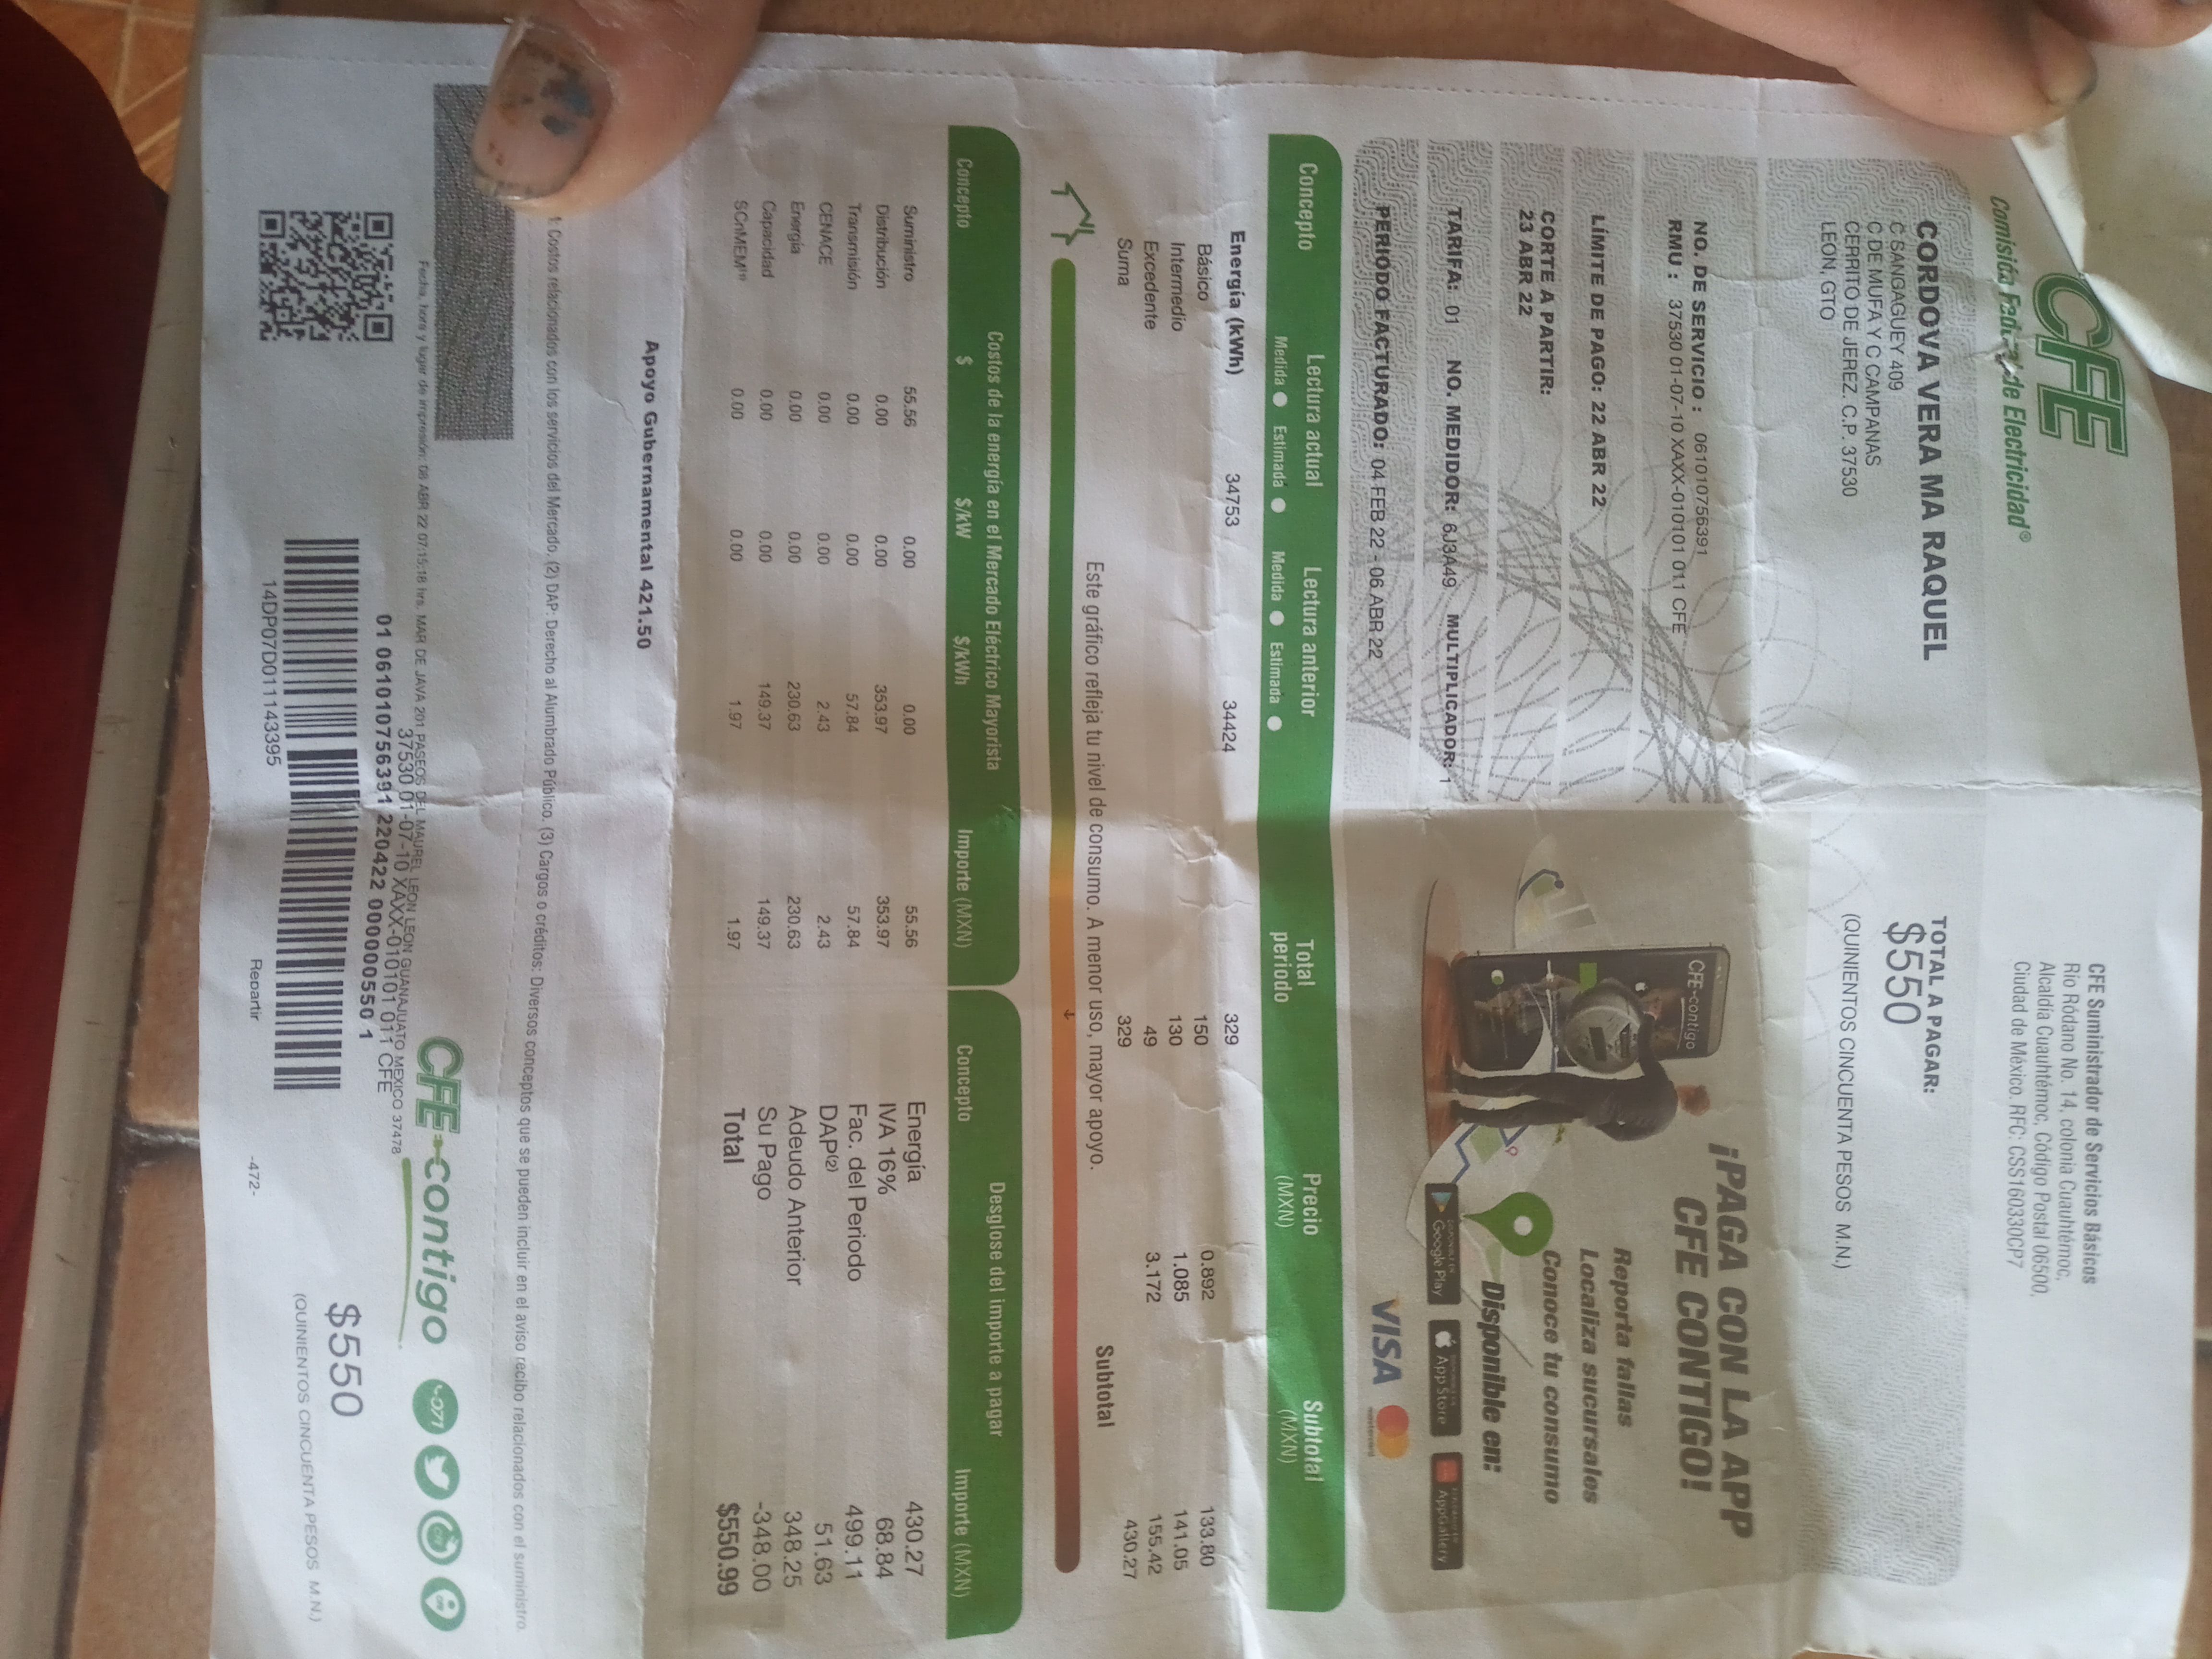 CFE
Comisión Federal de Electricidad®
CFE Suministrador de Servicios Básicos
Río Ródano No. 14, colonia Cuauhtémoc,
Alcaldía Cuauhtémoc, Código Postal 06500,
Ciudad de México. RFC: CSS160330CP7
CORDOVA VERA MA RAQUEL
C SANGAGUEY 409
C DE MUFA Y C CAMPANAS
CERRITO DE JEREZ. C.P. 37530
LEON, GTO
TOTAL A PAGAR:
$550
(QUINIENTOS CINCUENTA PESOS M.N.)
NO. DE SERVICIO : 061010756391
RMU : 37530 01-07-10 XAXX-010101 011 CFE
LÍMITE DE PAGO: 22 ABR 22
CORTE A PARTIR:
23 ABR 22
TARIFA: 01 NO. MEDIDOR: 6J3A49 MULTIPLICADOR: 1
PERIODO FACTURADO: 04 FEB 22 - 06 ABR 22
¡PAGA CON LA APP
CFE CONTIGO!
Reporta fallas
Localiza sucursales
Conoce tu consumo
Disponible en:
CFE-contigo
Google Play
App Store
AppGallery
VISA
Concepto Lectura actual Lectura anterior Total periodo Precio (MXN) Subtotal (MXN)
Medida Estimada Medida Estimada
Energía (kWh) 34753 34424 329
Básico 150 0.892 133.80
Intermedio 130 1.085 141.05
Excedente 49 3.172 155.42
Suma 329 430.27
Subtotal
Este gráfico refleja tu nivel de consumo. A menor uso, mayor apoyo.
Costos de la energía en el Mercado Eléctrico Mayorista
Concepto $ $/kW $/kWh Importe (MXN)
Suministro 55.56 0.00 0.00 55.56
Distribución 0.00 0.00 353.97 353.97
Transmisión 0.00 0.00 57.84 57.84
CENACE 0.00 0.00 2.43 2.43
Energía 0.00 0.00 230.63 230.63
Capacidad 0.00 0.00 149.37 149.37
SCnMEM⁽¹⁾ 0.00 0.00 1.97 1.97
Desglose del importe a pagar
Concepto Importe (MXN)
Energía 430.27
IVA 16% 68.84
Fac. del Periodo 499.11
DAP⁽²⁾ 51.63
Adeudo Anterior 348.25
Su Pago -348.00
Total $550.99
Apoyo Gubernamental 421.50
Costos relacionados con los servicios del Mercado. (2) DAP: Derecho al Alumbrado Público. (3) Cargos o créditos: Diversos conceptos que se pueden incluir en el aviso recibo relacionados con el suministro.
CFE-contigo 071
Fecha, hora y lugar de impresión: 08 ABR 22 07:15:18 hrs. MAR DE JAVA 201 PASEOS DEL MAUREL LEON LEON GUANAJUATO MEXICO 37478
37530 01-07-10 XAXX-010101 011 CFE
01 061010756391 220422 000000550 1
14DP07D011143395
Repartir
-472-
$550
(QUINIENTOS CINCUENTA PESOS M.N.)